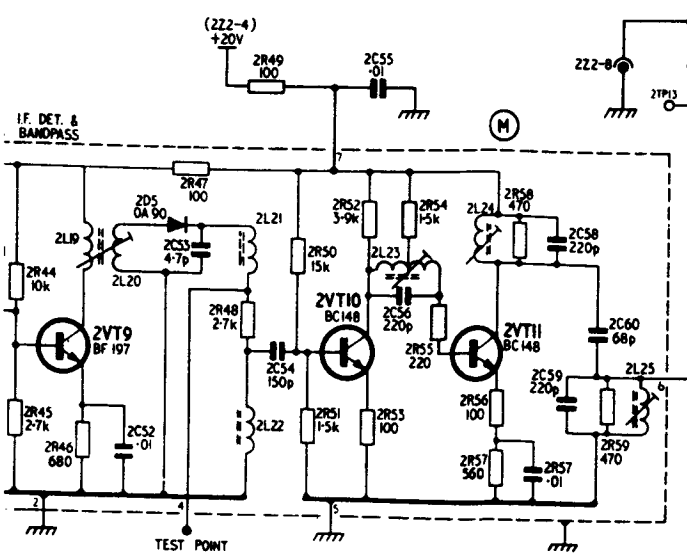 (2Z2-4)
+20V
2R49
100
2C55
·01
2Z2-8
2TP13
I.F. DET. &
BANDPASS
M
7
2R47
100
2D5
0A 90
2L21
2L19
2C53
4·7p
2L20
2R44
10k
2R50
15k
2R52
3·9k
2R54
1·5k
2L23
2L24
2R58
470
2C58
220p
2R48
2·7k
2VT9
BF 197
2VT10
BC148
2C56
220p
2R55
220
2VT11
BC148
2C60
68p
2C54
150p
2C59
220p
2L25
6
2R45
2·7k
2R46
680
2C52
·01
2L22
2R51
1·5k
2R53
100
2R56
100
2R57
560
2R57
·01
2R59
470
2
4
5
TEST POINT